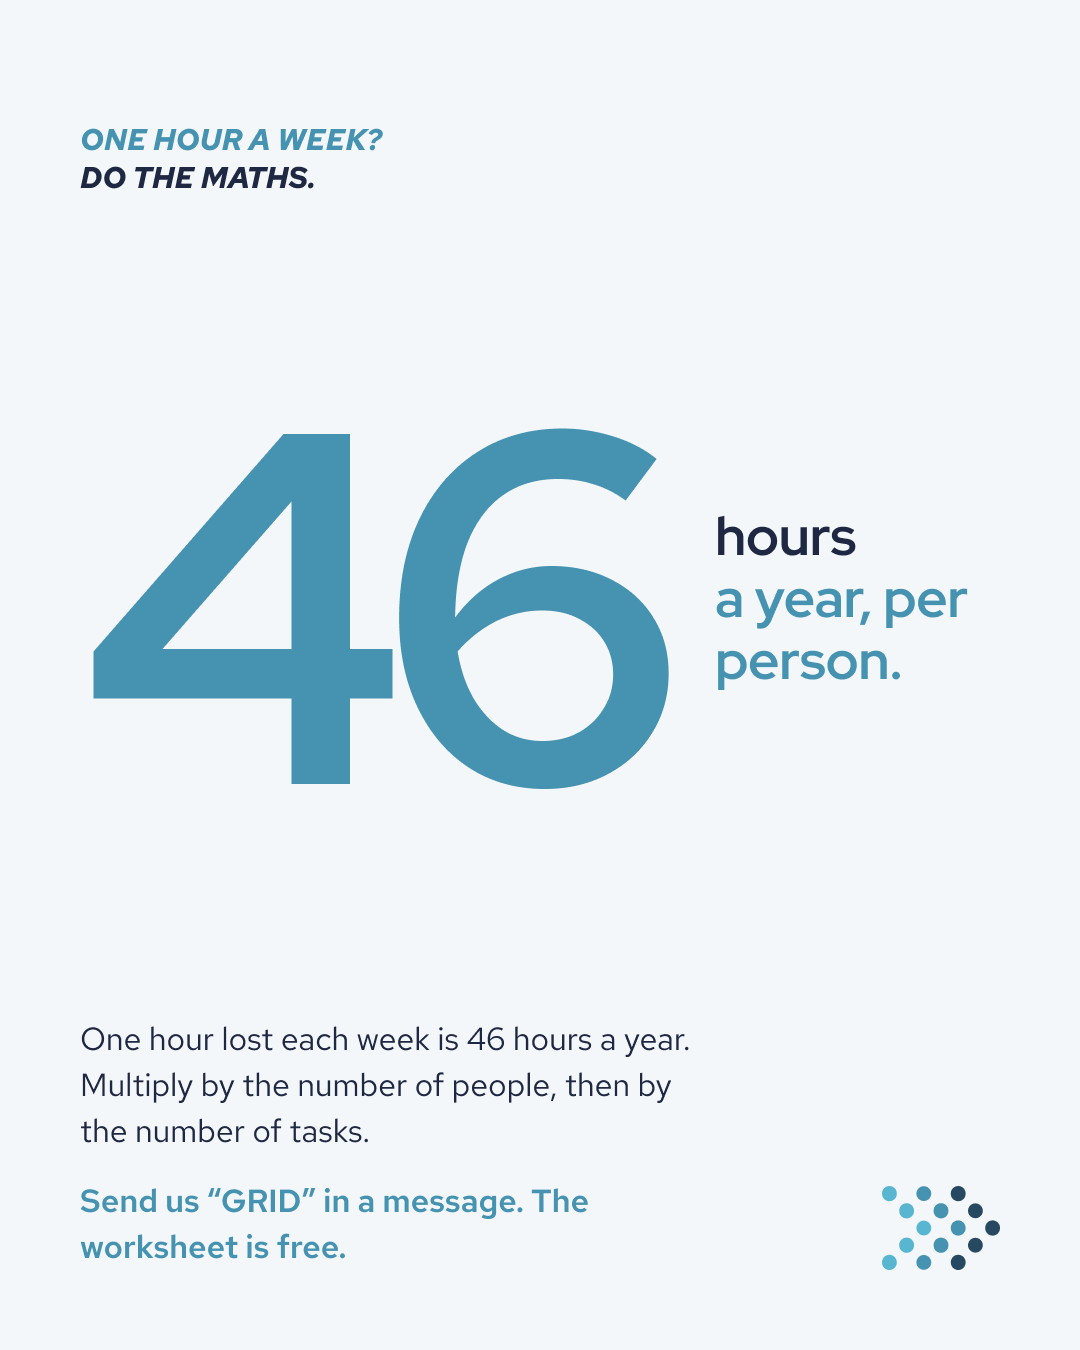 ONE HOUR A WEEK?
DO THE MATHS.
46
hours
a year, per
person.
One hour lost each week is 46 hours a year.
Multiply by the number of people, then by
the number of tasks.
Send us “GRID” in a message. The
worksheet is free.